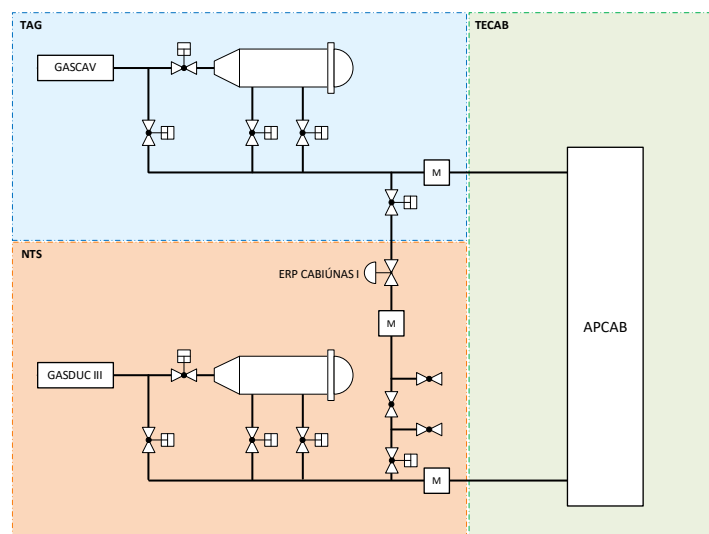 TAG
TECAB
GASCAV
M
NTS
ERP CABIÚNAS I
M
APCAB
GASDUC III
M